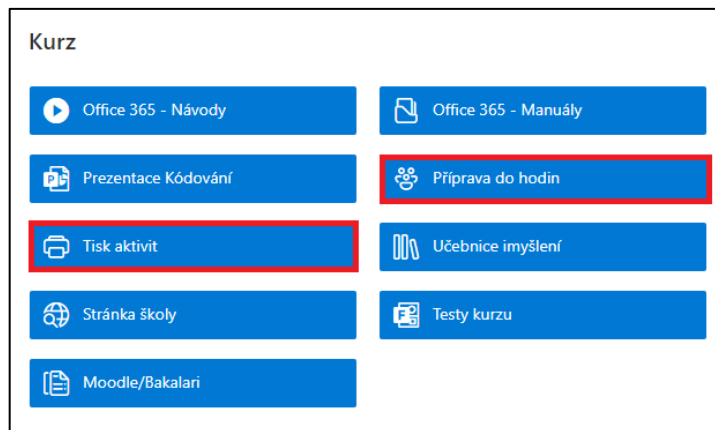 Kurz
Office 365 - Návody
Office 365 - Manuály
Prezentace Kódování
Příprava do hodin
Tisk aktivit
Učebnice imyšlení
Stránka školy
Testy kurzu
Moodle/Bakalari